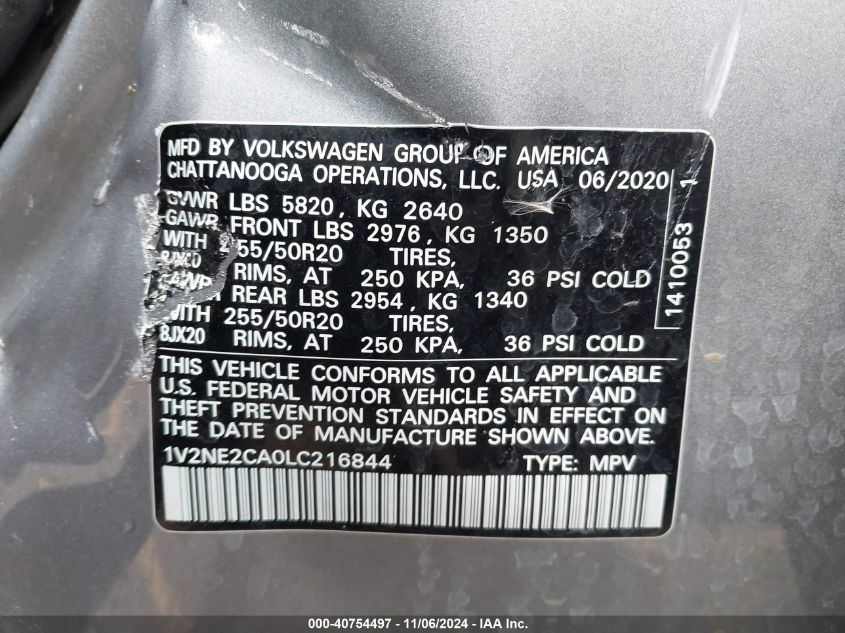 MFD BY VOLKSWAGEN GROUP OF AMERICA
CHATTANOOGA OPERATIONS, LLC. USA 06/2020
GVWR LBS 5820, KG 2640
GAWR FRONT LBS 2976, KG 1350
WITH 255/50R20 TIRES,
RIMS, AT 250 KPA, 36 PSI COLD
GAWR REAR LBS 2954, KG 1340
WITH 255/50R20 TIRES,
8JX20 RIMS, AT 250 KPA, 36 PSI COLD
1410053 1
THIS VEHICLE CONFORMS TO ALL APPLICABLE
U.S. FEDERAL MOTOR VEHICLE SAFETY AND
THEFT PREVENTION STANDARDS IN EFFECT ON
THE DATE OF MANUFACTURE SHOWN ABOVE.
1V2NE2CA0LC216844 TYPE: MPV
000-40754497 - 11/06/2024 - IAA Inc.